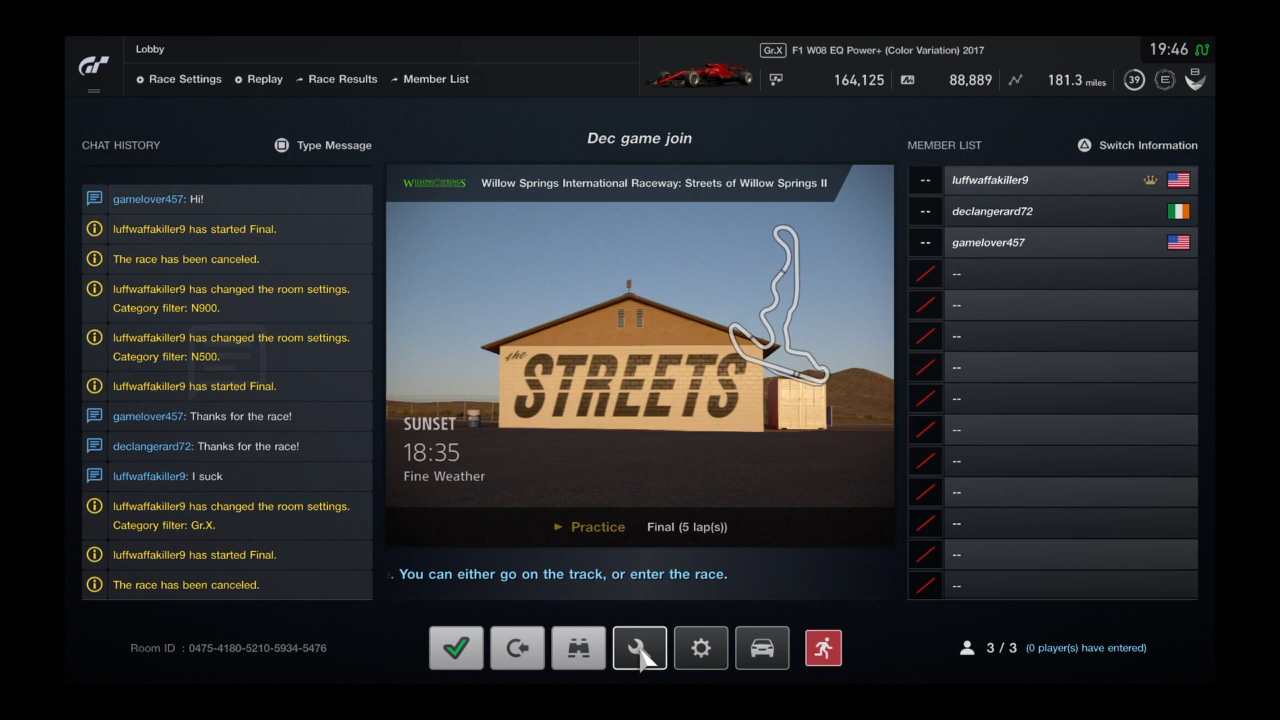 Lobby
Gr.X F1 W08 EQ Power+ (Color Variation) 2017
19:46
Race Settings Replay Race Results Member List
164,125 88,889 181.3 miles 39 E B
CHAT HISTORY
Type Message
gamelover457: Hi!
luffwaffakiller9 has started Final.
The race has been canceled.
luffwaffakiller9 has changed the room settings.
Category filter: N900.
luffwaffakiller9 has changed the room settings.
Category filter: N500.
luffwaffakiller9 has started Final.
gamelover457: Thanks for the race!
declangerard72: Thanks for the race!
luffwaffakiller9: I suck
luffwaffakiller9 has changed the room settings.
Category filter: Gr.X.
luffwaffakiller9 has started Final.
The race has been canceled.
Dec game join
WILLOW SPRINGS
Willow Springs International Raceway: Streets of Willow Springs II
the
STREETS
SUNSET
18:35
Fine Weather
Practice Final (5 lap(s))
. You can either go on the track, or enter the race.
MEMBER LIST
Switch Information
-- luffwaffakiller9
-- declangerard72
-- gamelover457
--
--
--
--
--
--
--
--
--
--
--
Room ID : 0475-4180-5210-5934-5476
3 / 3 (0 player(s) have entered)